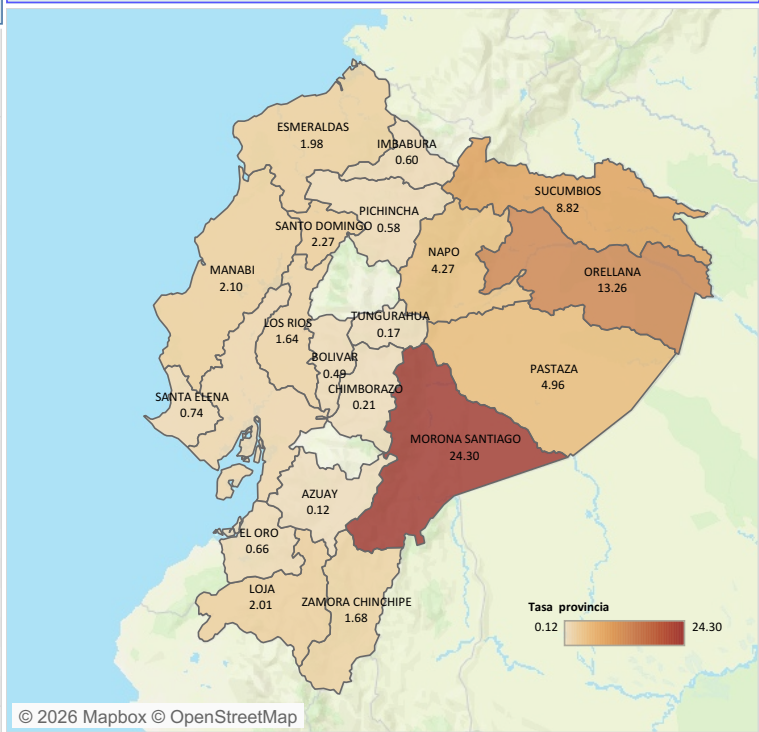 ESMERALDAS
1.98
IMBABURA
0.60
SUCUMBIOS
8.82
PICHINCHA
0.58
SANTO DOMINGO
2.27
NAPO
4.27
MANABI
2.10
ORELLANA
13.26
LOS RIOS
1.64
TUNGURAHUA
0.17
BOLIVAR
0.49
PASTAZA
4.96
CHIMBORAZO
0.21
SANTA ELENA
0.74
MORONA SANTIAGO
24.30
AZUAY
0.12
EL ORO
0.66
LOJA
2.01
ZAMORA CHINCHIPE
1.68
Tasa provincia
0.12 24.30
© 2026 Mapbox © OpenStreetMap